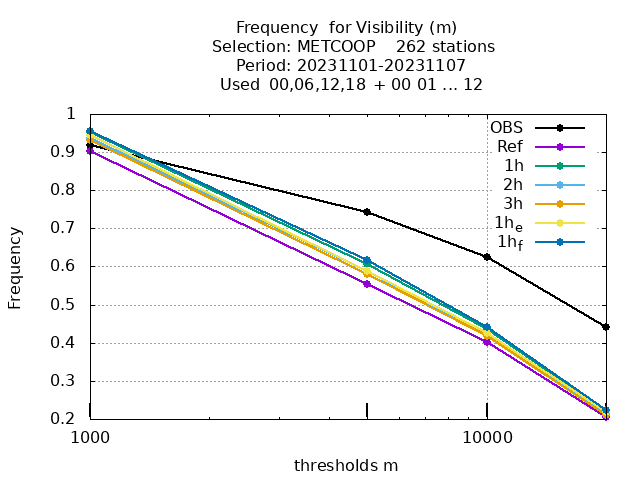 Frequency  for Visibility (m)
Selection: METCOOP    262 stations
Period: 20231101-20231107
Used  00,06,12,18  + 00 01 ... 12
1
0.9
0.8
0.7
0.6
0.5
0.4
0.3
0.2
Frequency
OBS
Ref
1h
2h
3h
1h_e
1h_f
1000
10000
thresholds m